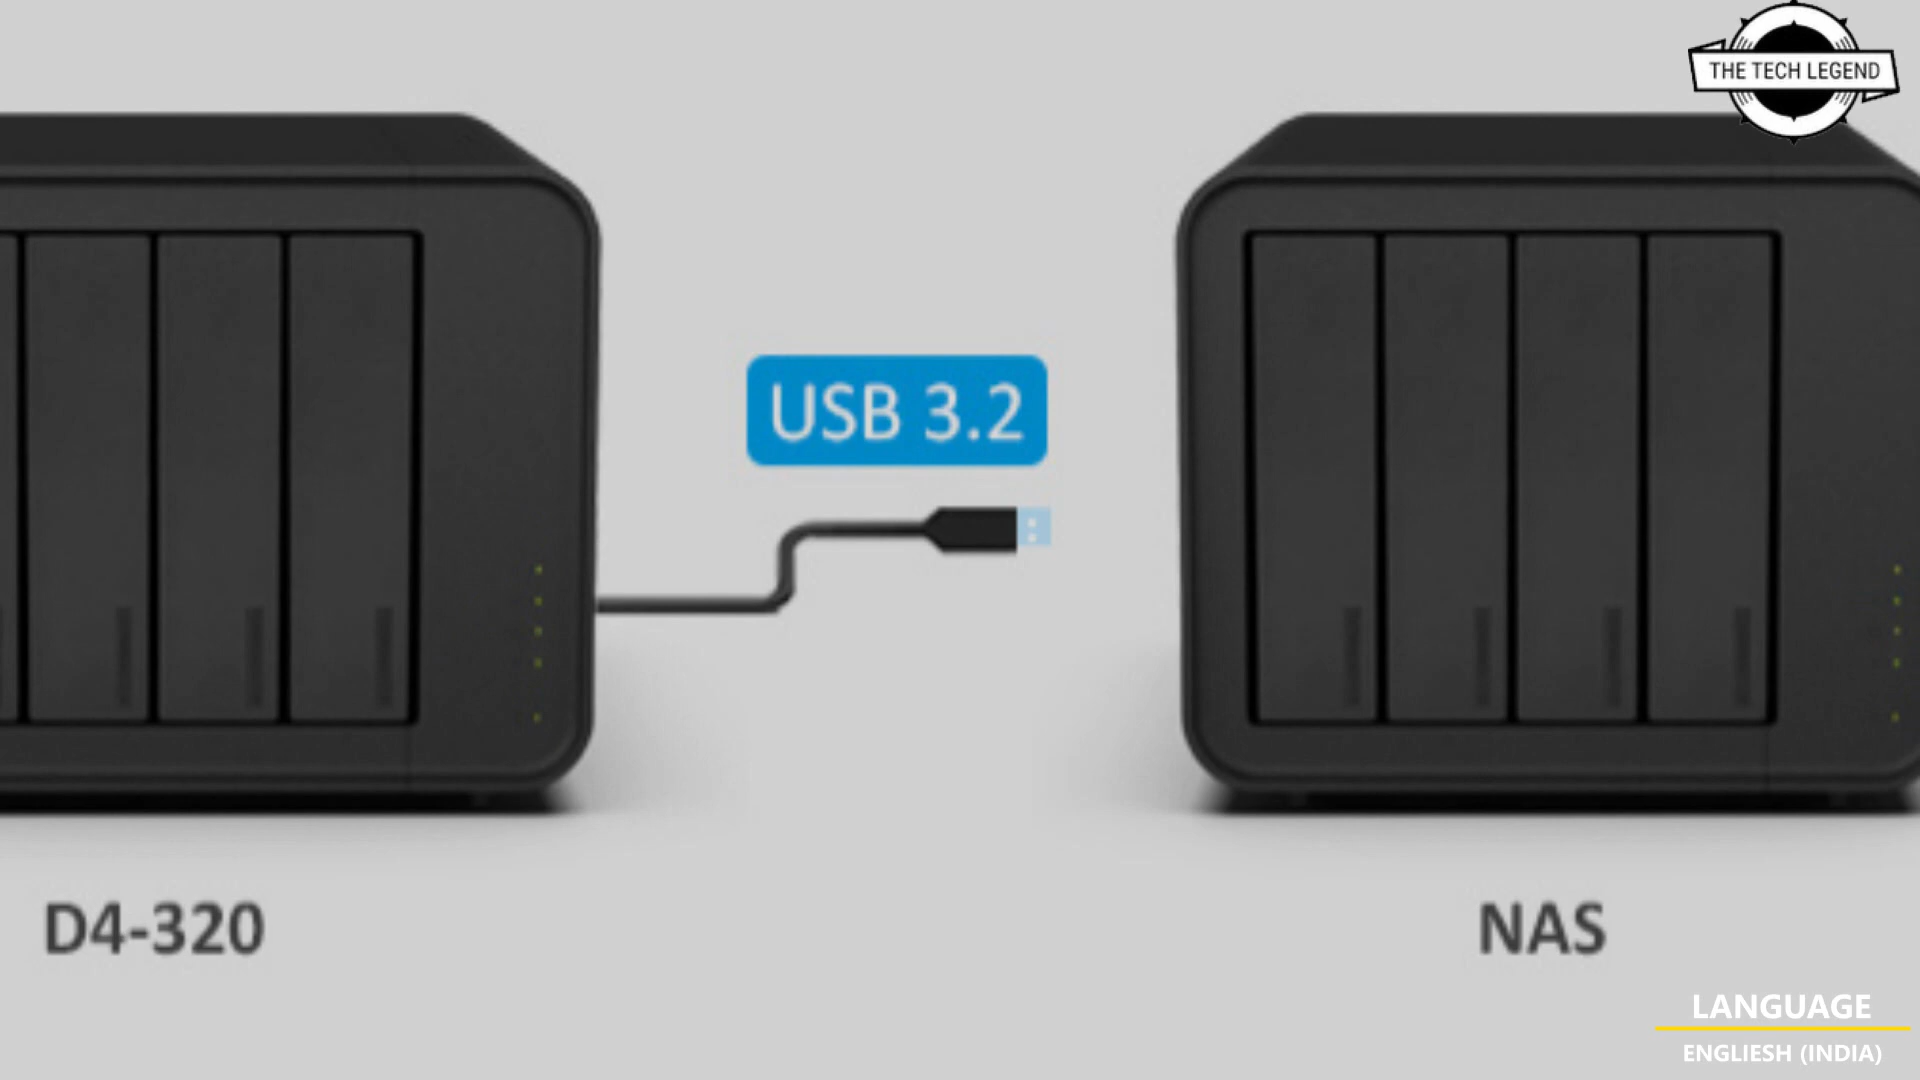 THE TECH LEGEND
USB 3.2
D4-320
NAS
LANGUAGE
ENGLIESH (INDIA)